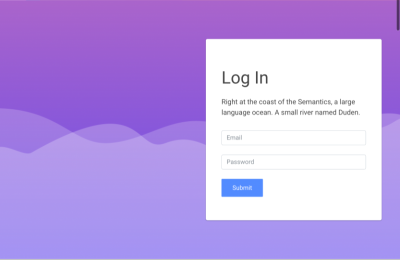 Log In
Right at the coast of the Semantics, a large
language ocean. A small river named Duden.
Email
Password
Submit